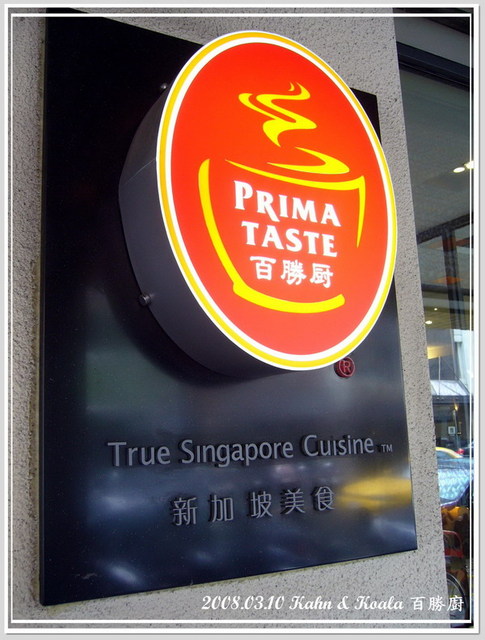 PRIMA
TASTE
百勝厨
®
True Singapore Cuisine ™
新加坡美食
2008.03.10 Kahn & Koala 百勝廚